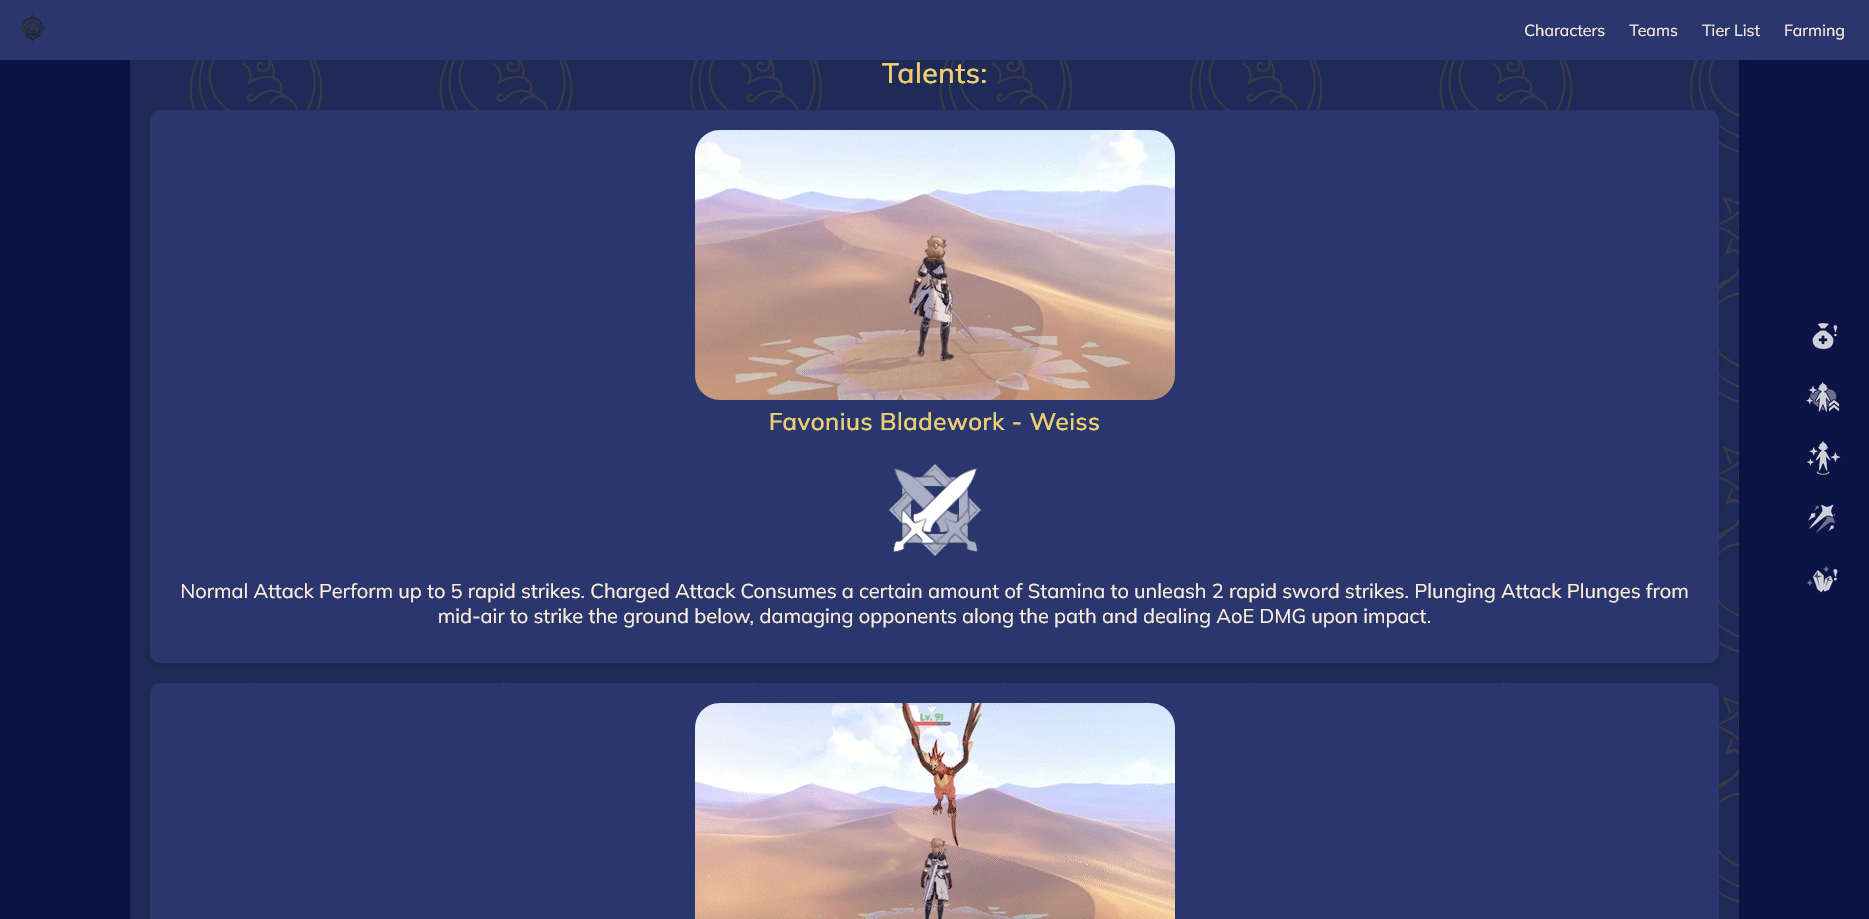 Characters Teams Tier List Farming
Talents:
Favonius Bladework - Weiss
Normal Attack Perform up to 5 rapid strikes. Charged Attack Consumes a certain amount of Stamina to unleash 2 rapid sword strikes. Plunging Attack Plunges from
mid-air to strike the ground below, damaging opponents along the path and dealing AoE DMG upon impact.
Lv. 91